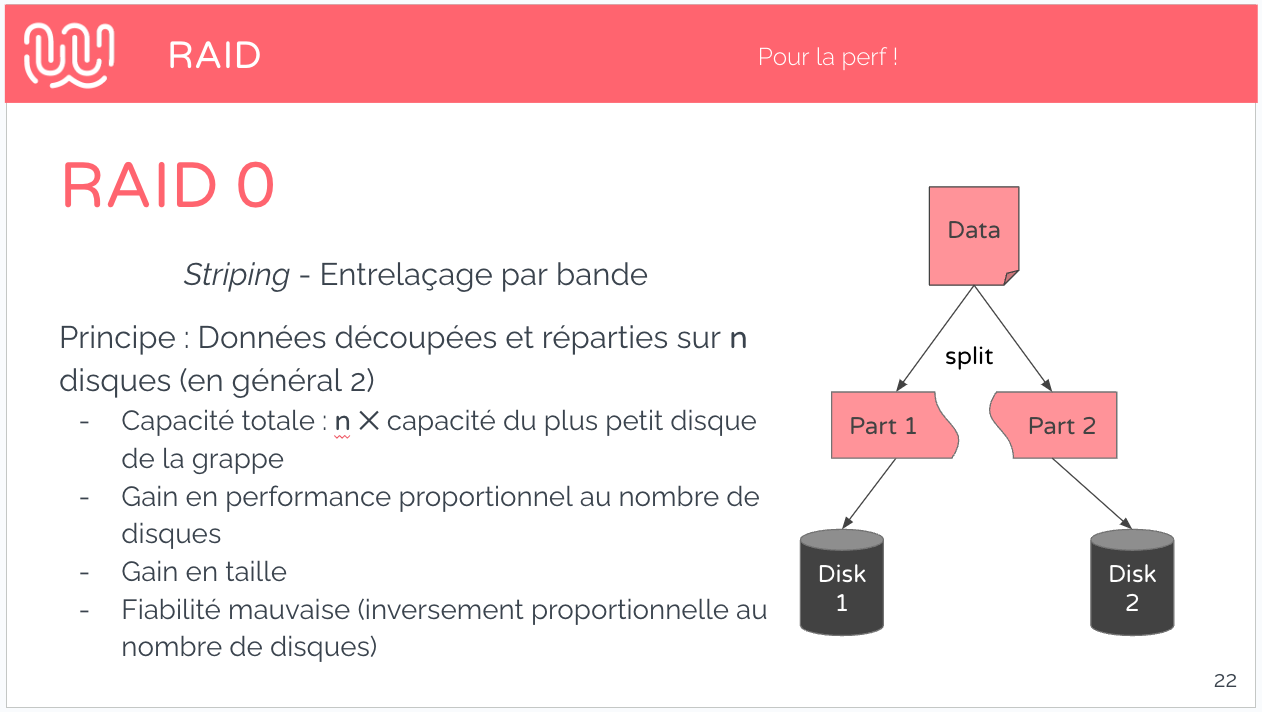 RAID
Pour la perf !
RAID 0
Striping - Entrelaçage par bande
Principe : Données découpées et réparties sur n
disques (en général 2)
- Capacité totale : n ✕ capacité du plus petit disque
de la grappe
- Gain en performance proportionnel au nombre de
disques
- Gain en taille
- Fiabilité mauvaise (inversement proportionnelle au
nombre de disques)
Data
split
Part 1
Part 2
Disk
1
Disk
2
22